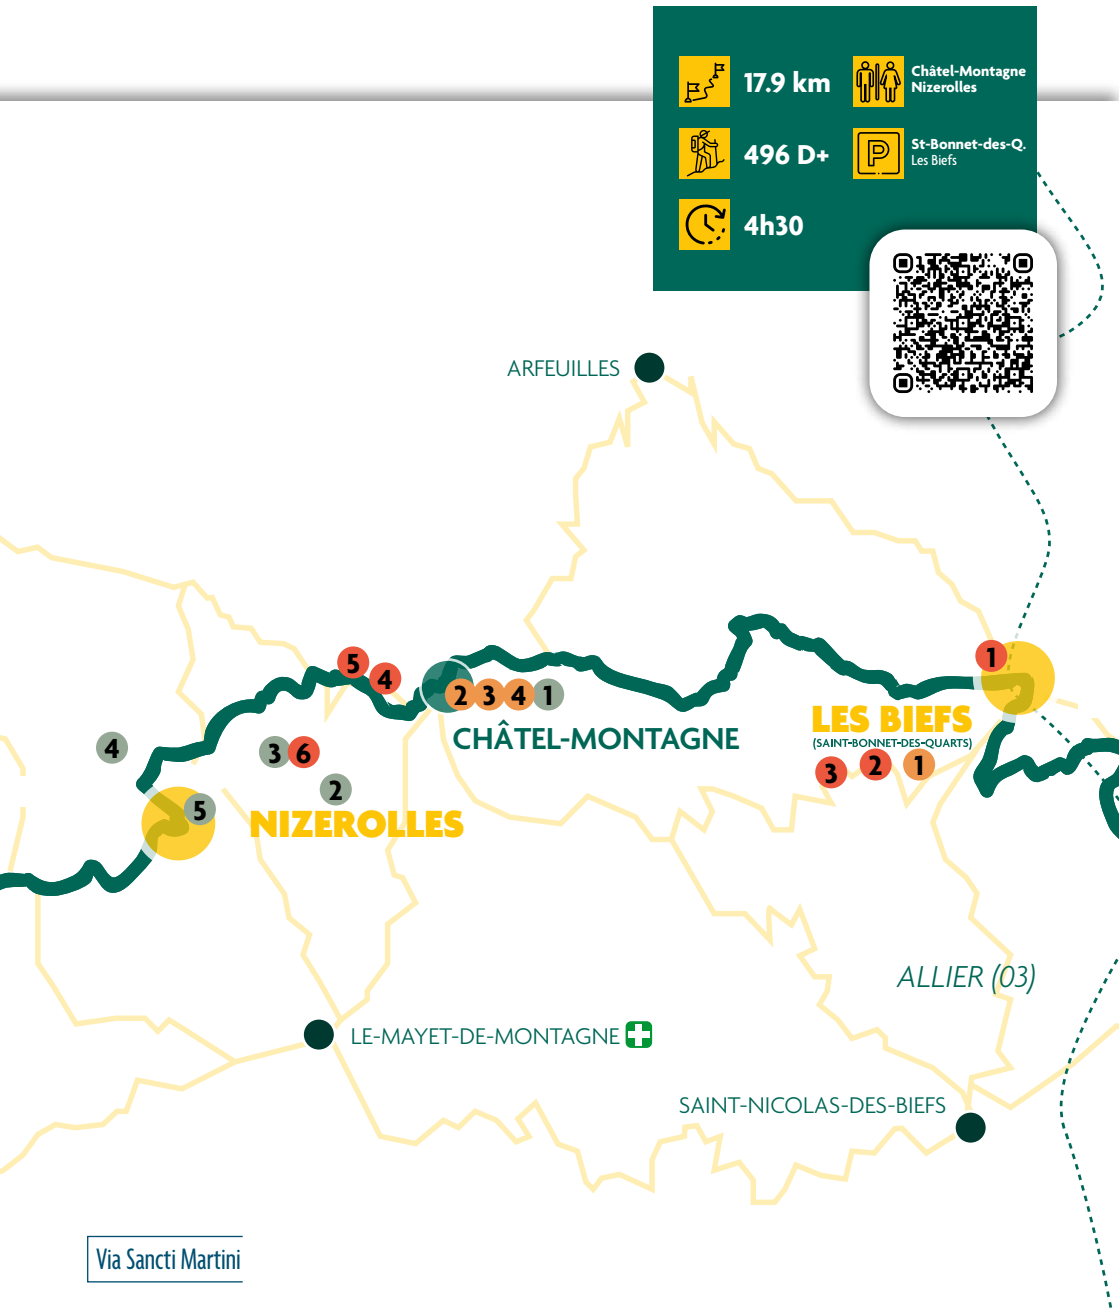 17.9 km
Châtel-Montagne
Nizerolles
496 D+
P
St-Bonnet-des-Q.
Les Biefs
4h30
ARFEUILLES
5
4
1
2 3 4 1
CHÂTEL-MONTAGNE
LES BIEFS
(SAINT-BONNET-DES-QUARTS)
4
3 6
3 2 1
2
5
NIZEROLLES
ALLIER (03)
LE-MAYET-DE-MONTAGNE
SAINT-NICOLAS-DES-BIEFS
Via Sancti Martini